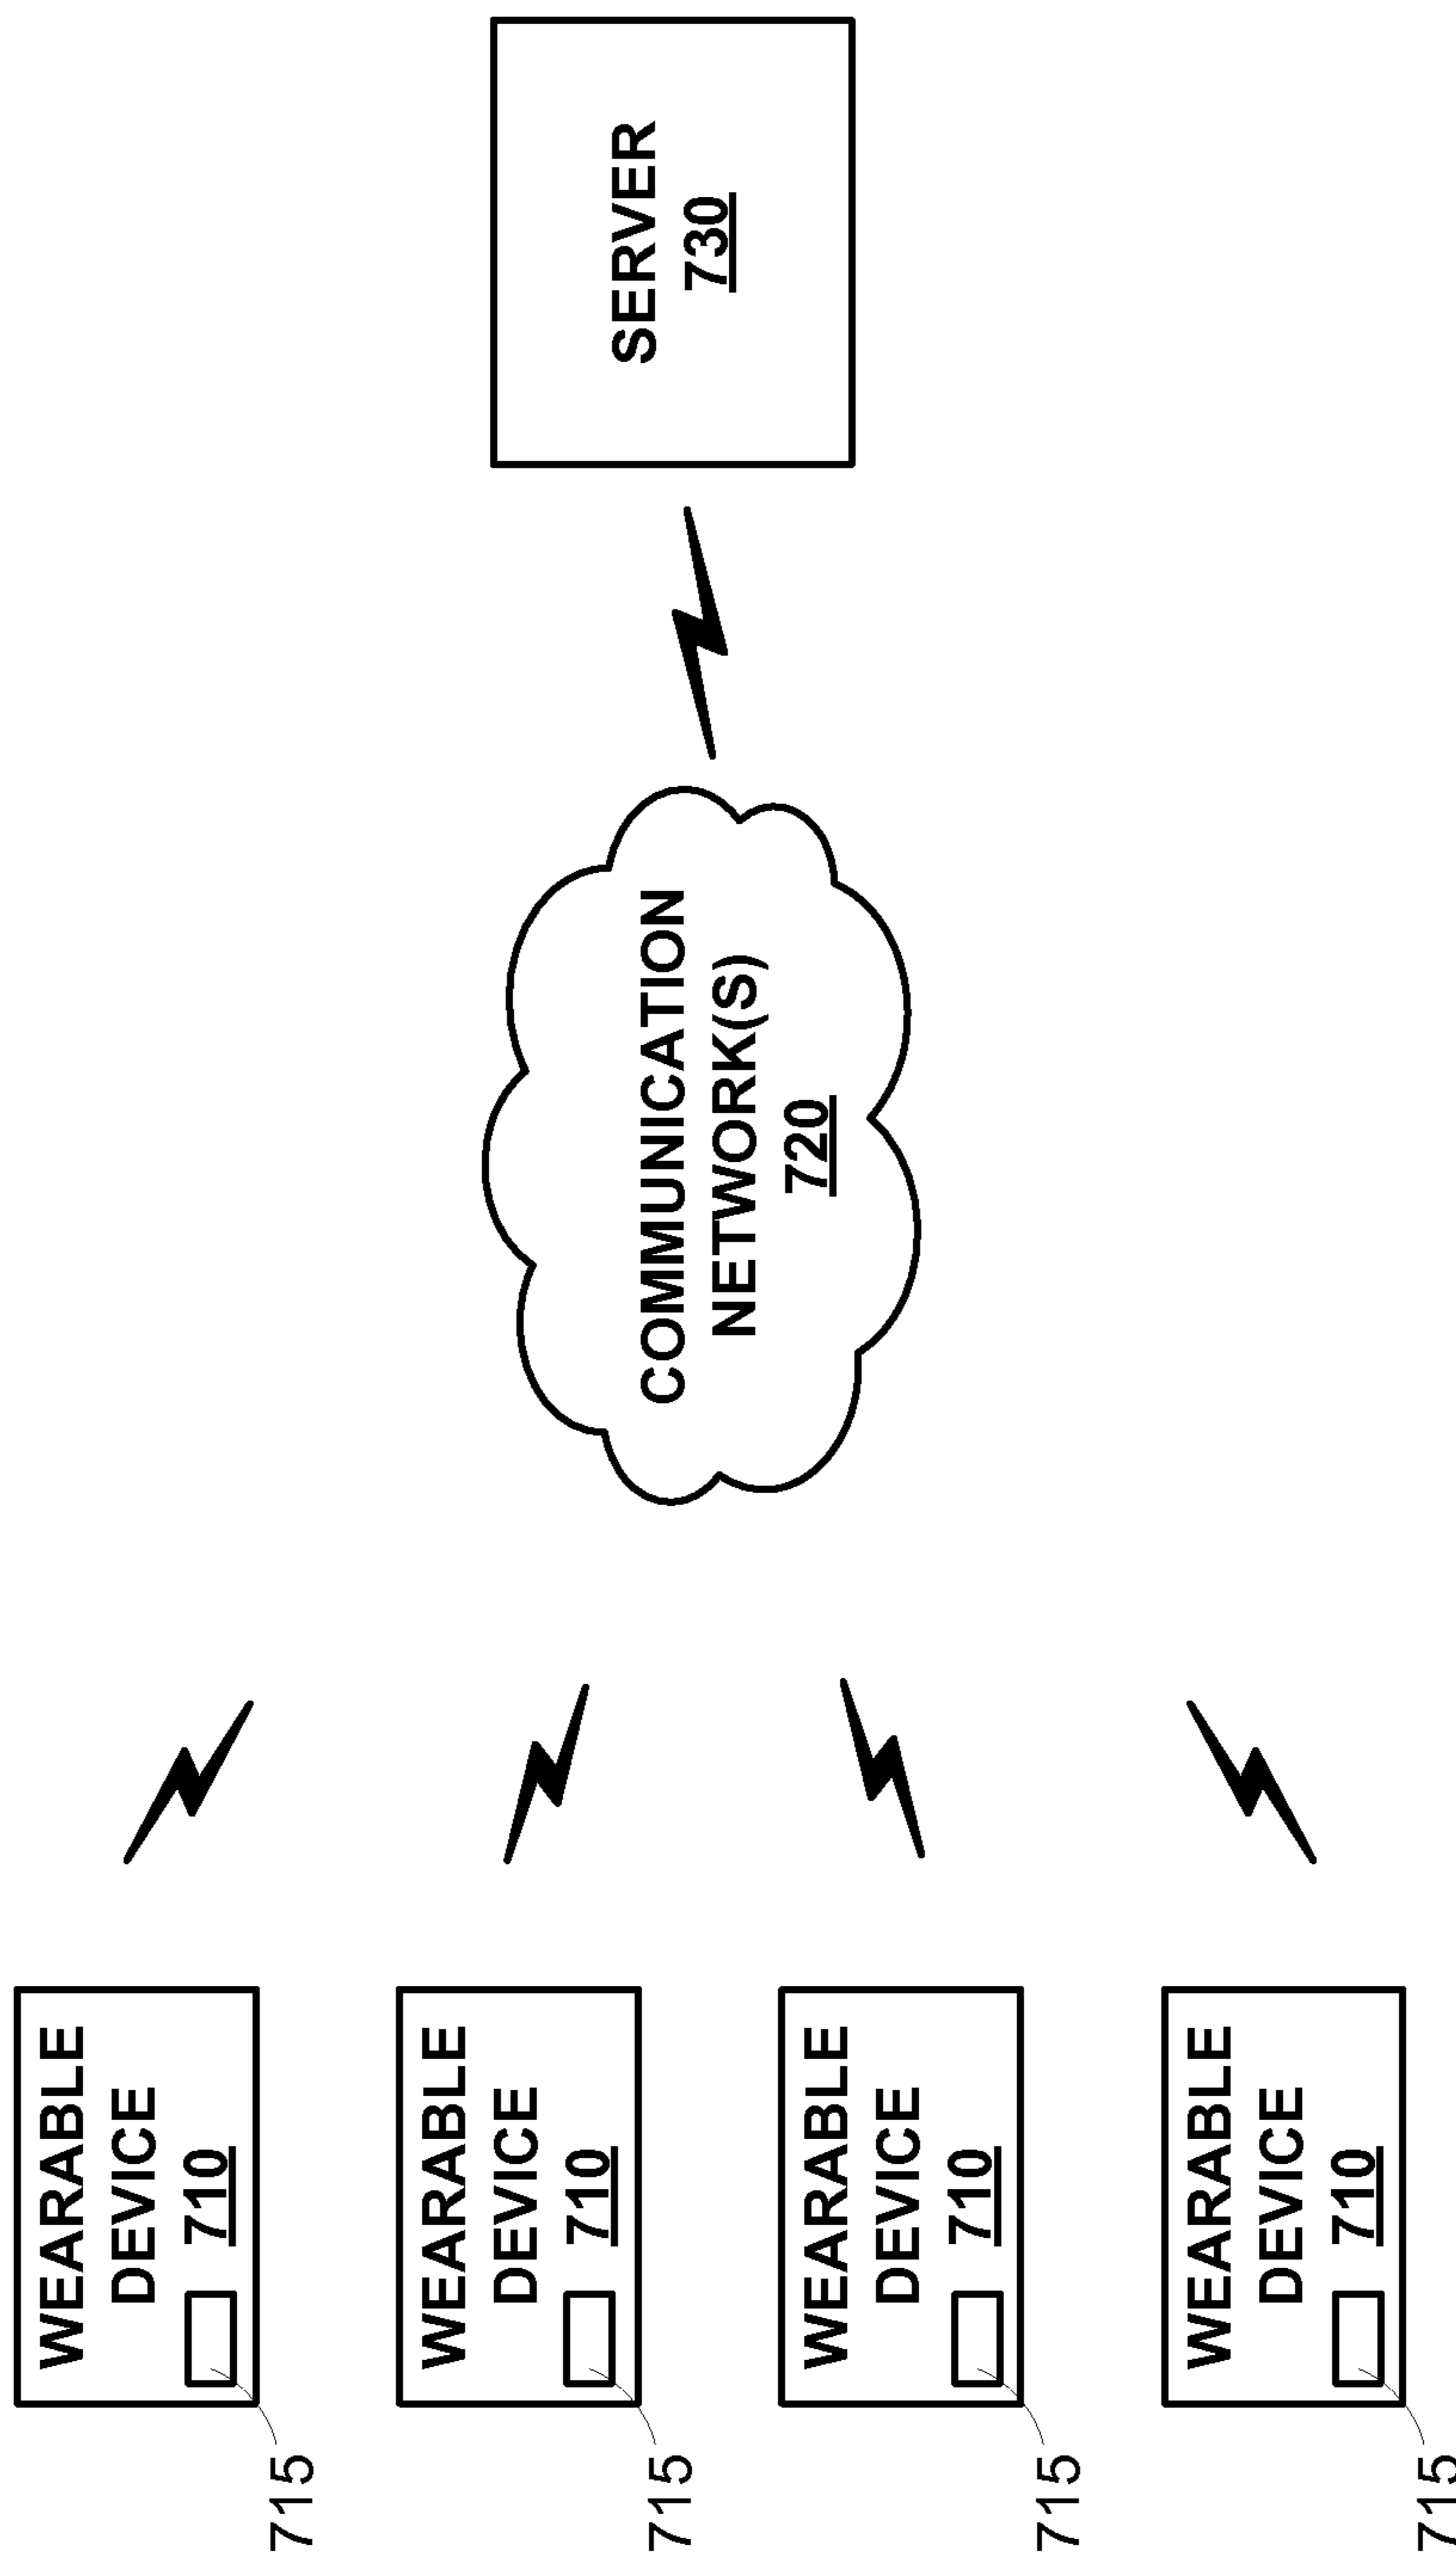 WEARABLE
DEVICE
710
715
WEARABLE
DEVICE
710
715
WEARABLE
DEVICE
710
715
WEARABLE
DEVICE
710
715
COMMUNICATION
NETWORK(S)
720
SERVER
730